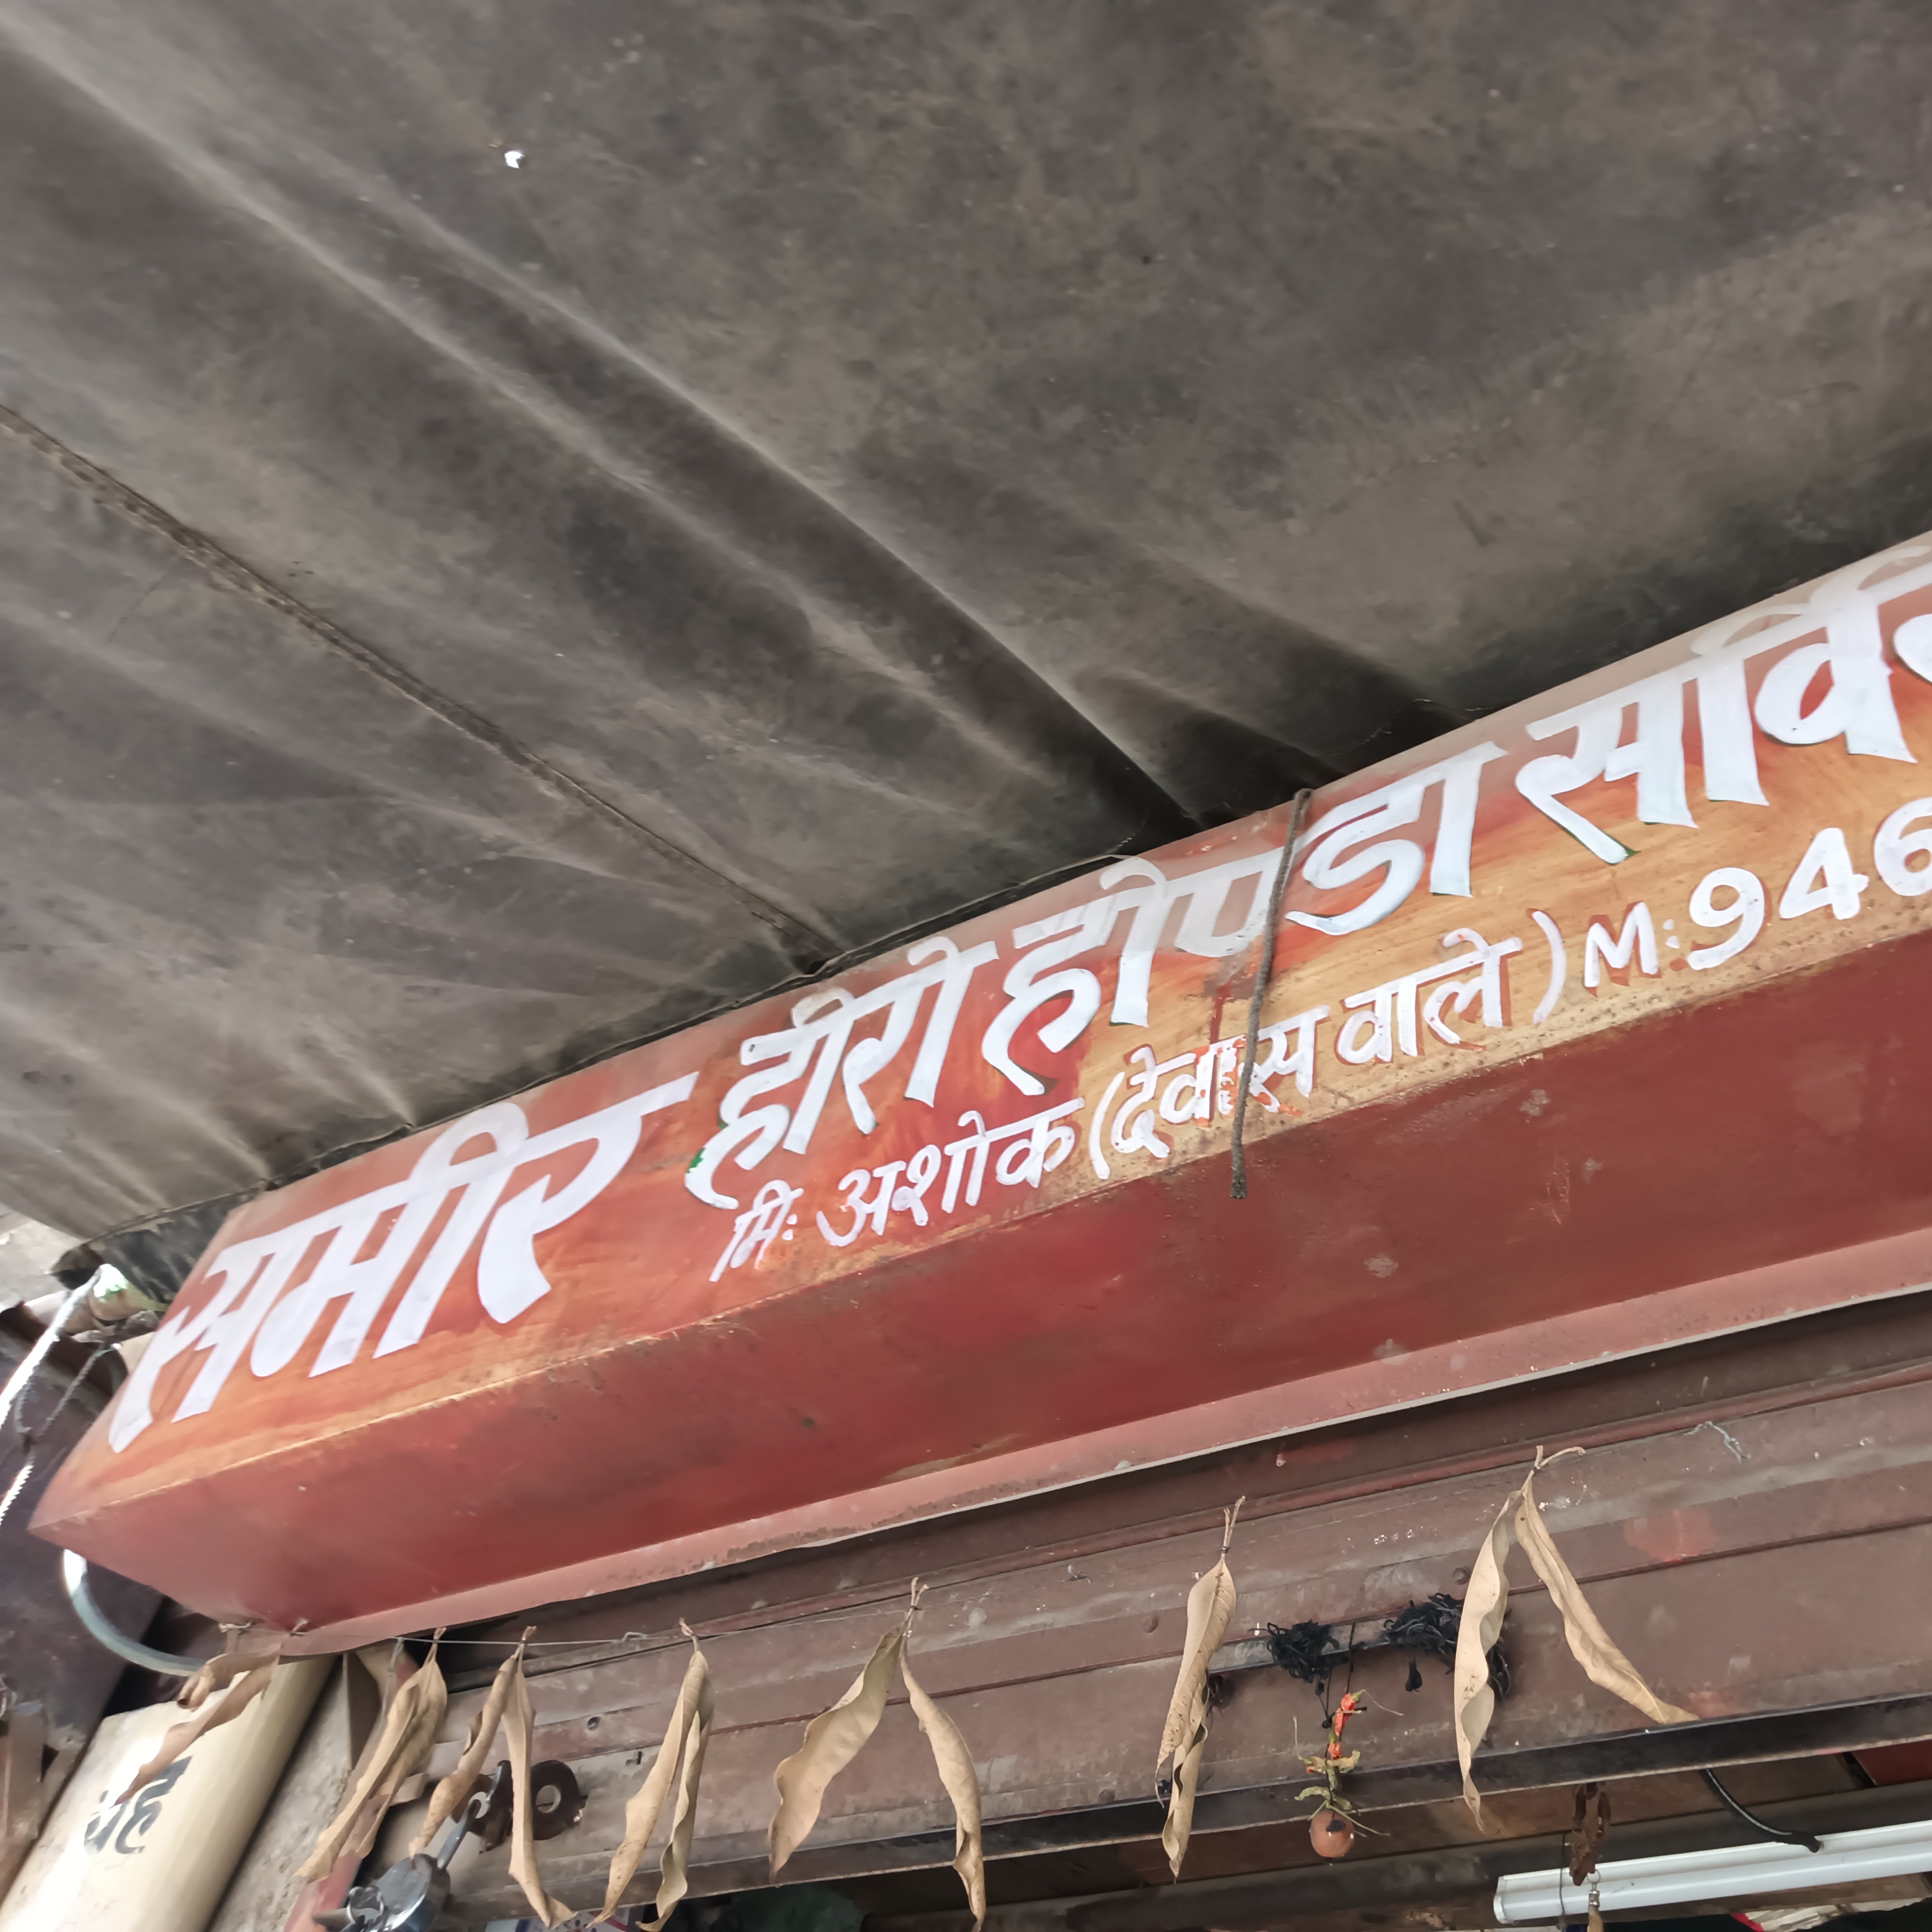 समीर हीरो होण्डा सर्वि
मि: अशोक (देवास वाले) M: 946